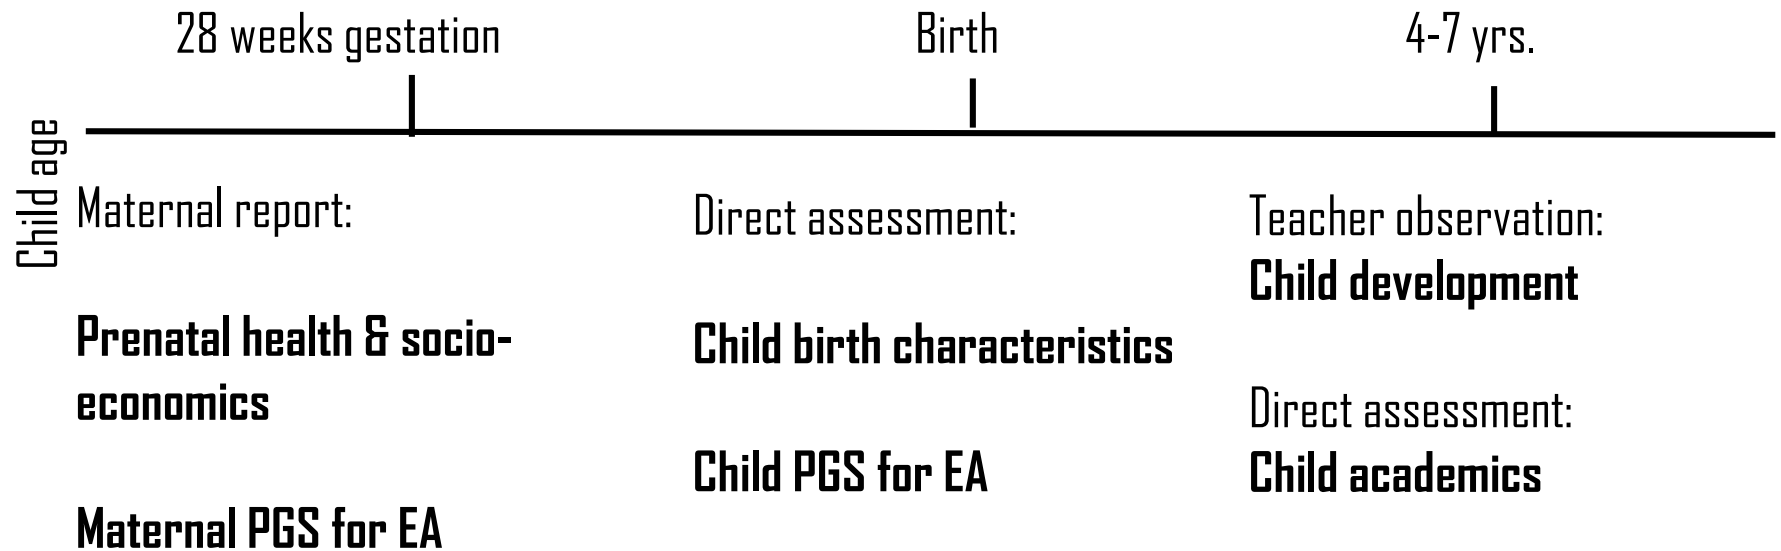 28 weeks gestation
Birth
4-7 yrs.
Child age
Maternal report:
Prenatal health & socio-
economics
Maternal PGS for EA
Direct assessment:
Child birth characteristics
Child PGS for EA
Teacher observation:
Child development
Direct assessment:
Child academics